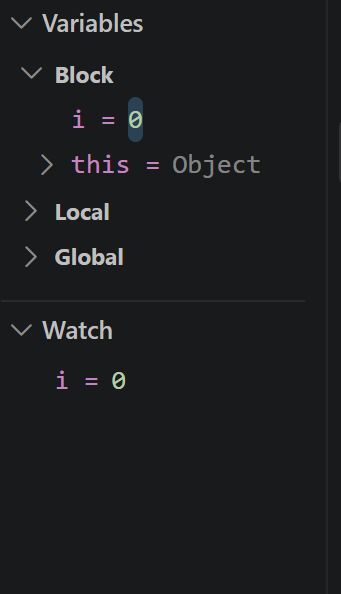 Variables
Block
i = 0
this = Object
Local
Global
Watch
i = 0